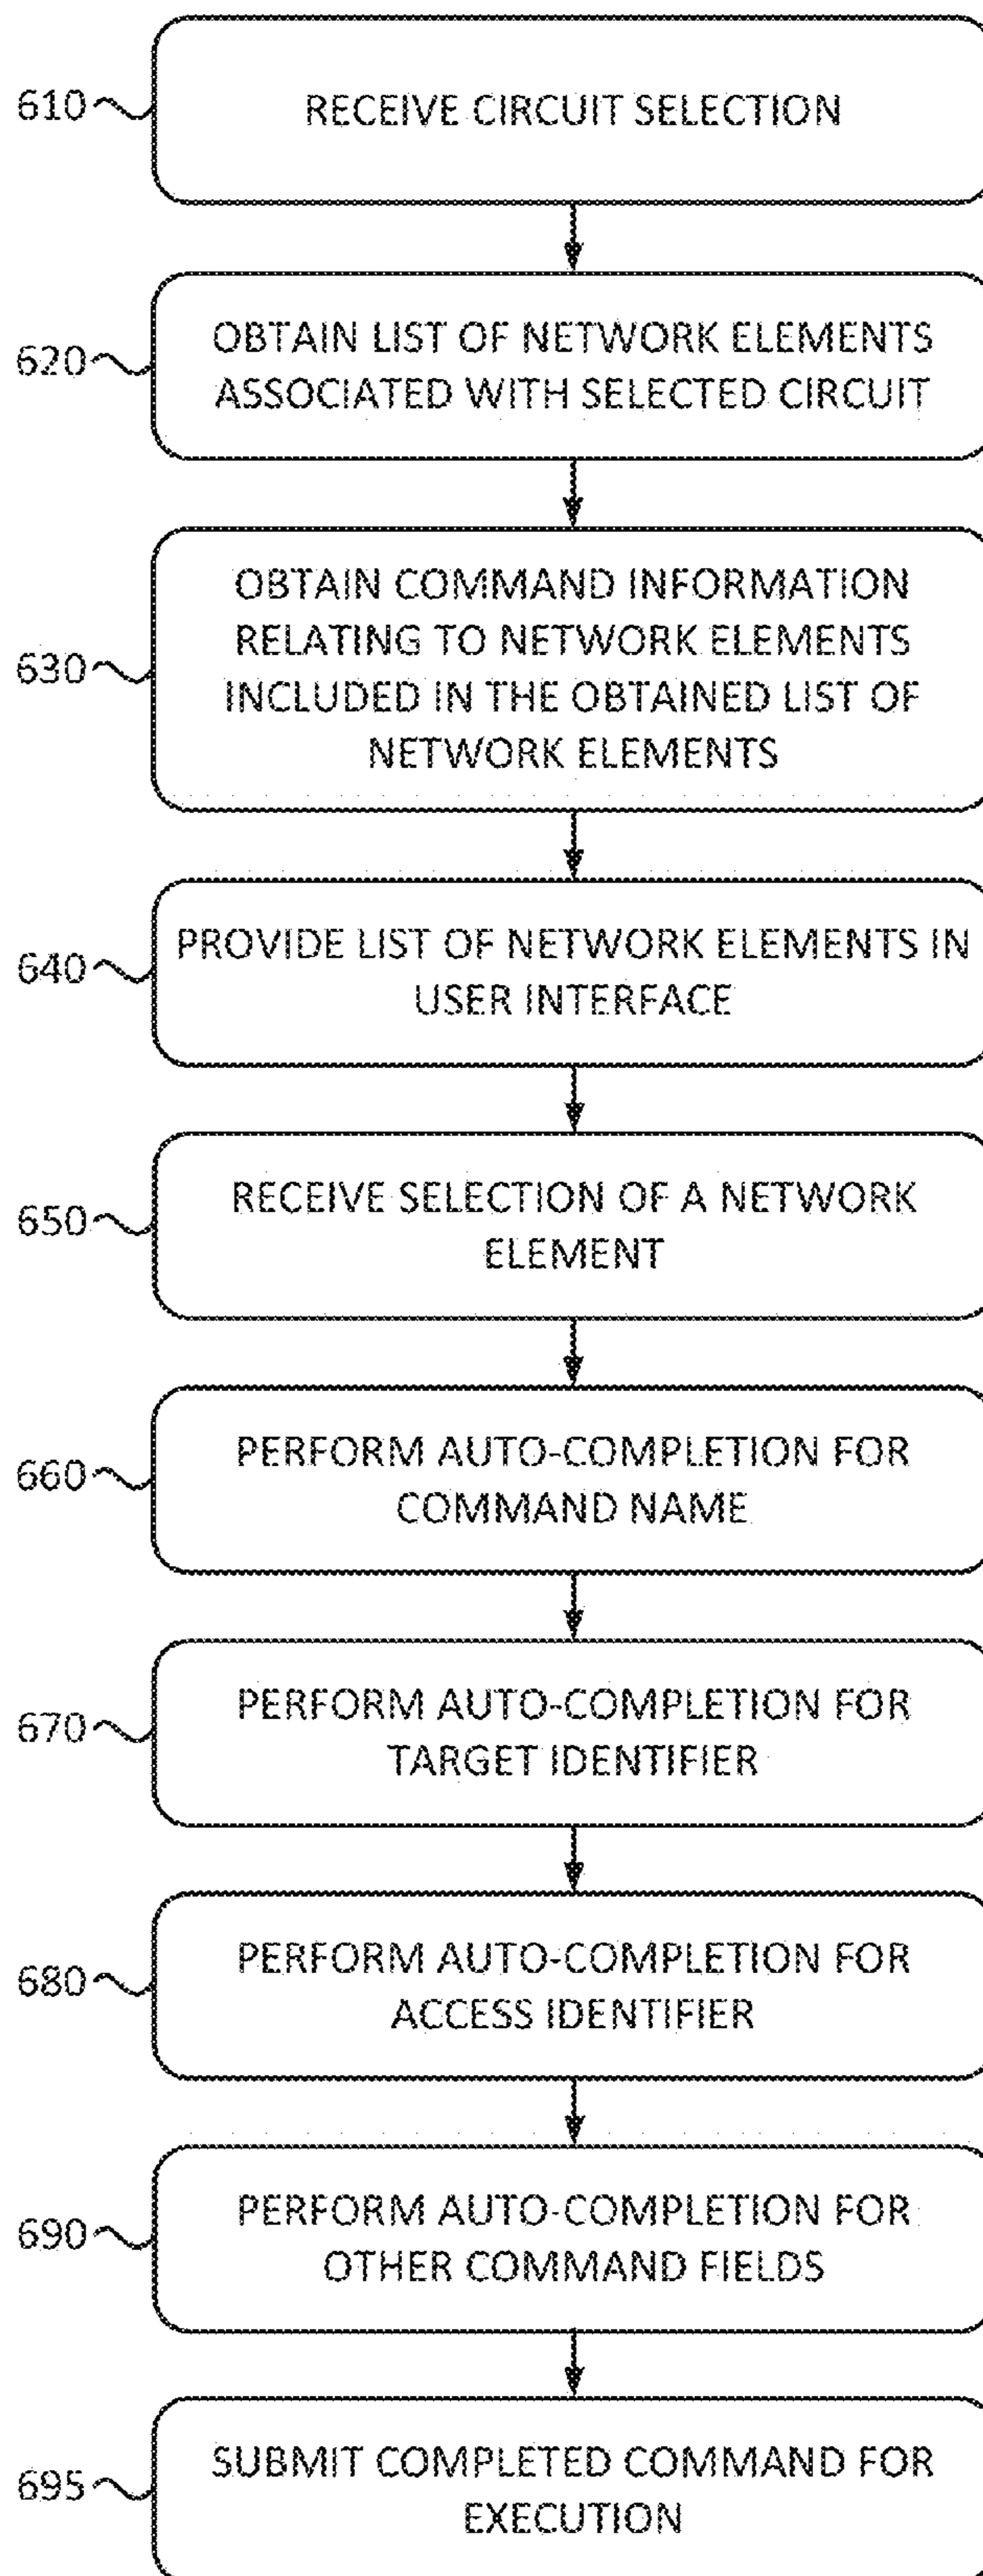 610
RECEIVE CIRCUIT SELECTION
620
OBTAIN LIST OF NETWORK ELEMENTS
ASSOCIATED WITH SELECTED CIRCUIT
630
OBTAIN COMMAND INFORMATION
RELATING TO NETWORK ELEMENTS
INCLUDED IN THE OBTAINED LIST OF
NETWORK ELEMENTS
640
PROVIDE LIST OF NETWORK ELEMENTS IN
USER INTERFACE
650
RECEIVE SELECTION OF A NETWORK
ELEMENT
660
PERFORM AUTO-COMPLETION FOR
COMMAND NAME
670
PERFORM AUTO-COMPLETION FOR
TARGET IDENTIFIER
680
PERFORM AUTO-COMPLETION FOR
ACCESS IDENTIFIER
690
PERFORM AUTO-COMPLETION FOR
OTHER COMMAND FIELDS
695
SUBMIT COMPLETED COMMAND FOR
EXECUTION